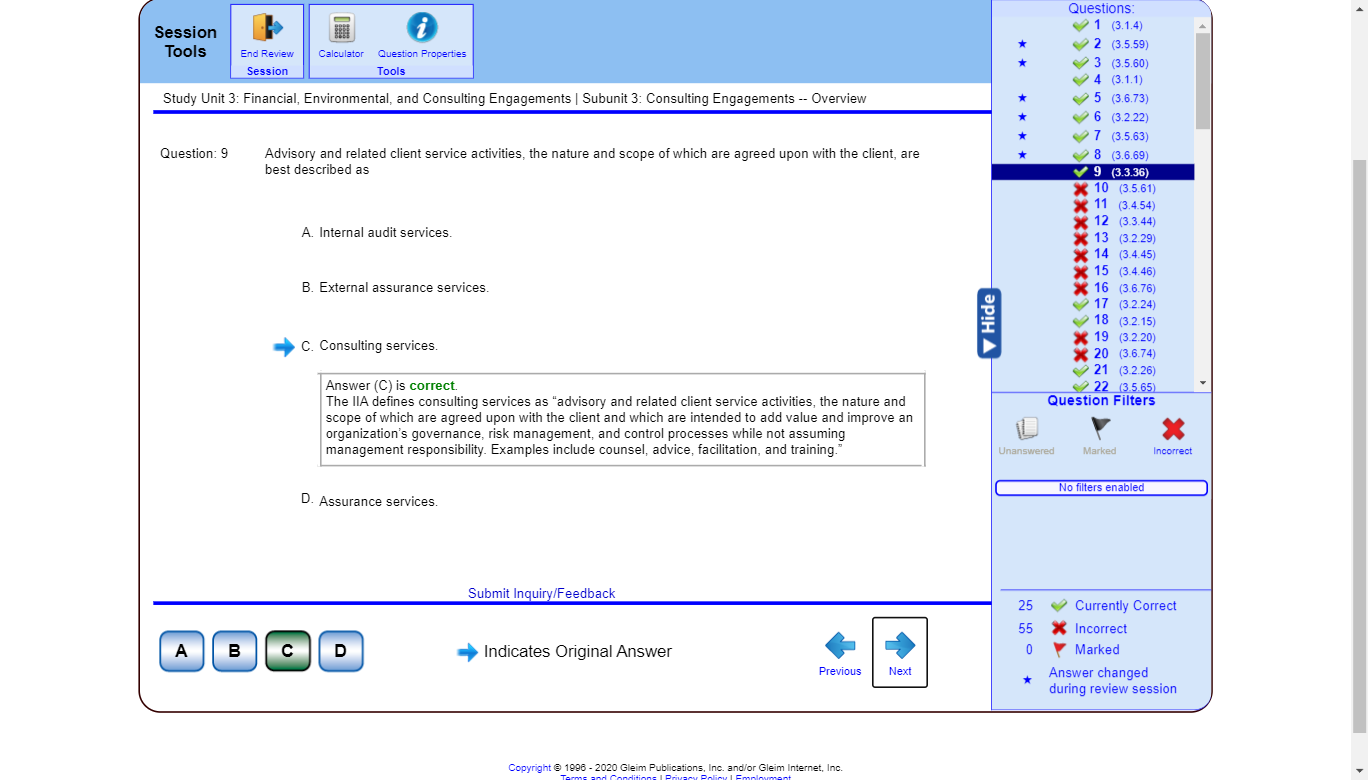 Session
Tools
End Review
Session
Calculator
Question Properties
Tools
Study Unit 3: Financial, Environmental, and Consulting Engagements | Subunit 3: Consulting Engagements -- Overview
Question: 9
Advisory and related client service activities, the nature and scope of which are agreed upon with the client, are
best described as
A. Internal audit services.
B. External assurance services.
C. Consulting services.
Answer (C) is correct.
The IIA defines consulting services as “advisory and related client service activities, the nature and
scope of which are agreed upon with the client and which are intended to add value and improve an
organization’s governance, risk management, and control processes while not assuming
management responsibility. Examples include counsel, advice, facilitation, and training.”
D. Assurance services.
Submit Inquiry/Feedback
A
B
C
D
Indicates Original Answer
Previous
Next
Hide
Questions:
1 (3.1.4)
2 (3.5.59)
3 (3.5.60)
4 (3.1.1)
5 (3.6.73)
6 (3.2.22)
7 (3.5.63)
8 (3.6.69)
9 (3.3.36)
10 (3.5.61)
11 (3.4.54)
12 (3.3.44)
13 (3.2.29)
14 (3.4.45)
15 (3.4.46)
16 (3.6.76)
17 (3.2.24)
18 (3.2.15)
19 (3.2.20)
20 (3.6.74)
21 (3.2.26)
22 (3.5.65)
Question Filters
Unanswered
Marked
Incorrect
No filters enabled
25 Currently Correct
55 Incorrect
0 Marked
Answer changed
during review session
Copyright © 1996 - 2020 Gleim Publications, Inc. and/or Gleim Internet, Inc.
Terms and Conditions | Privacy Policy | Employment